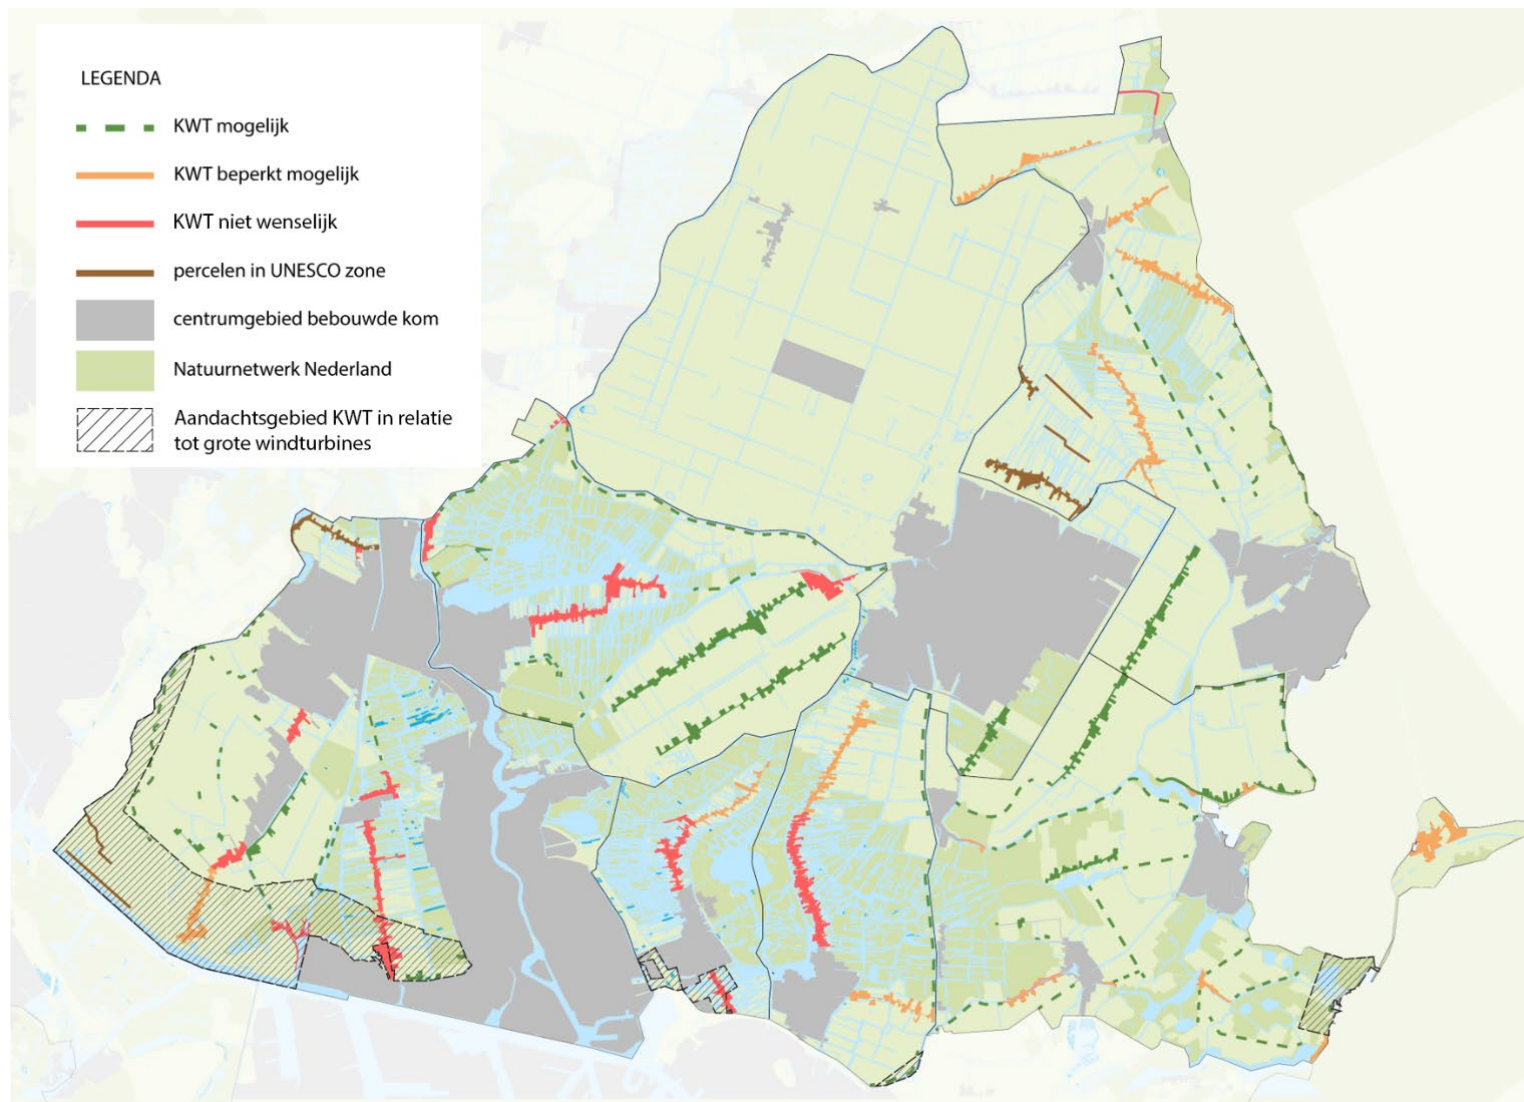 LEGENDA
KWT mogelijk
KWT beperkt mogelijk
KWT niet wenselijk
percelen in UNESCO zone
centrumgebied bebouwde kom
Natuurnetwerk Nederland
Aandachtsgebied KWT in relatie
tot grote windturbines